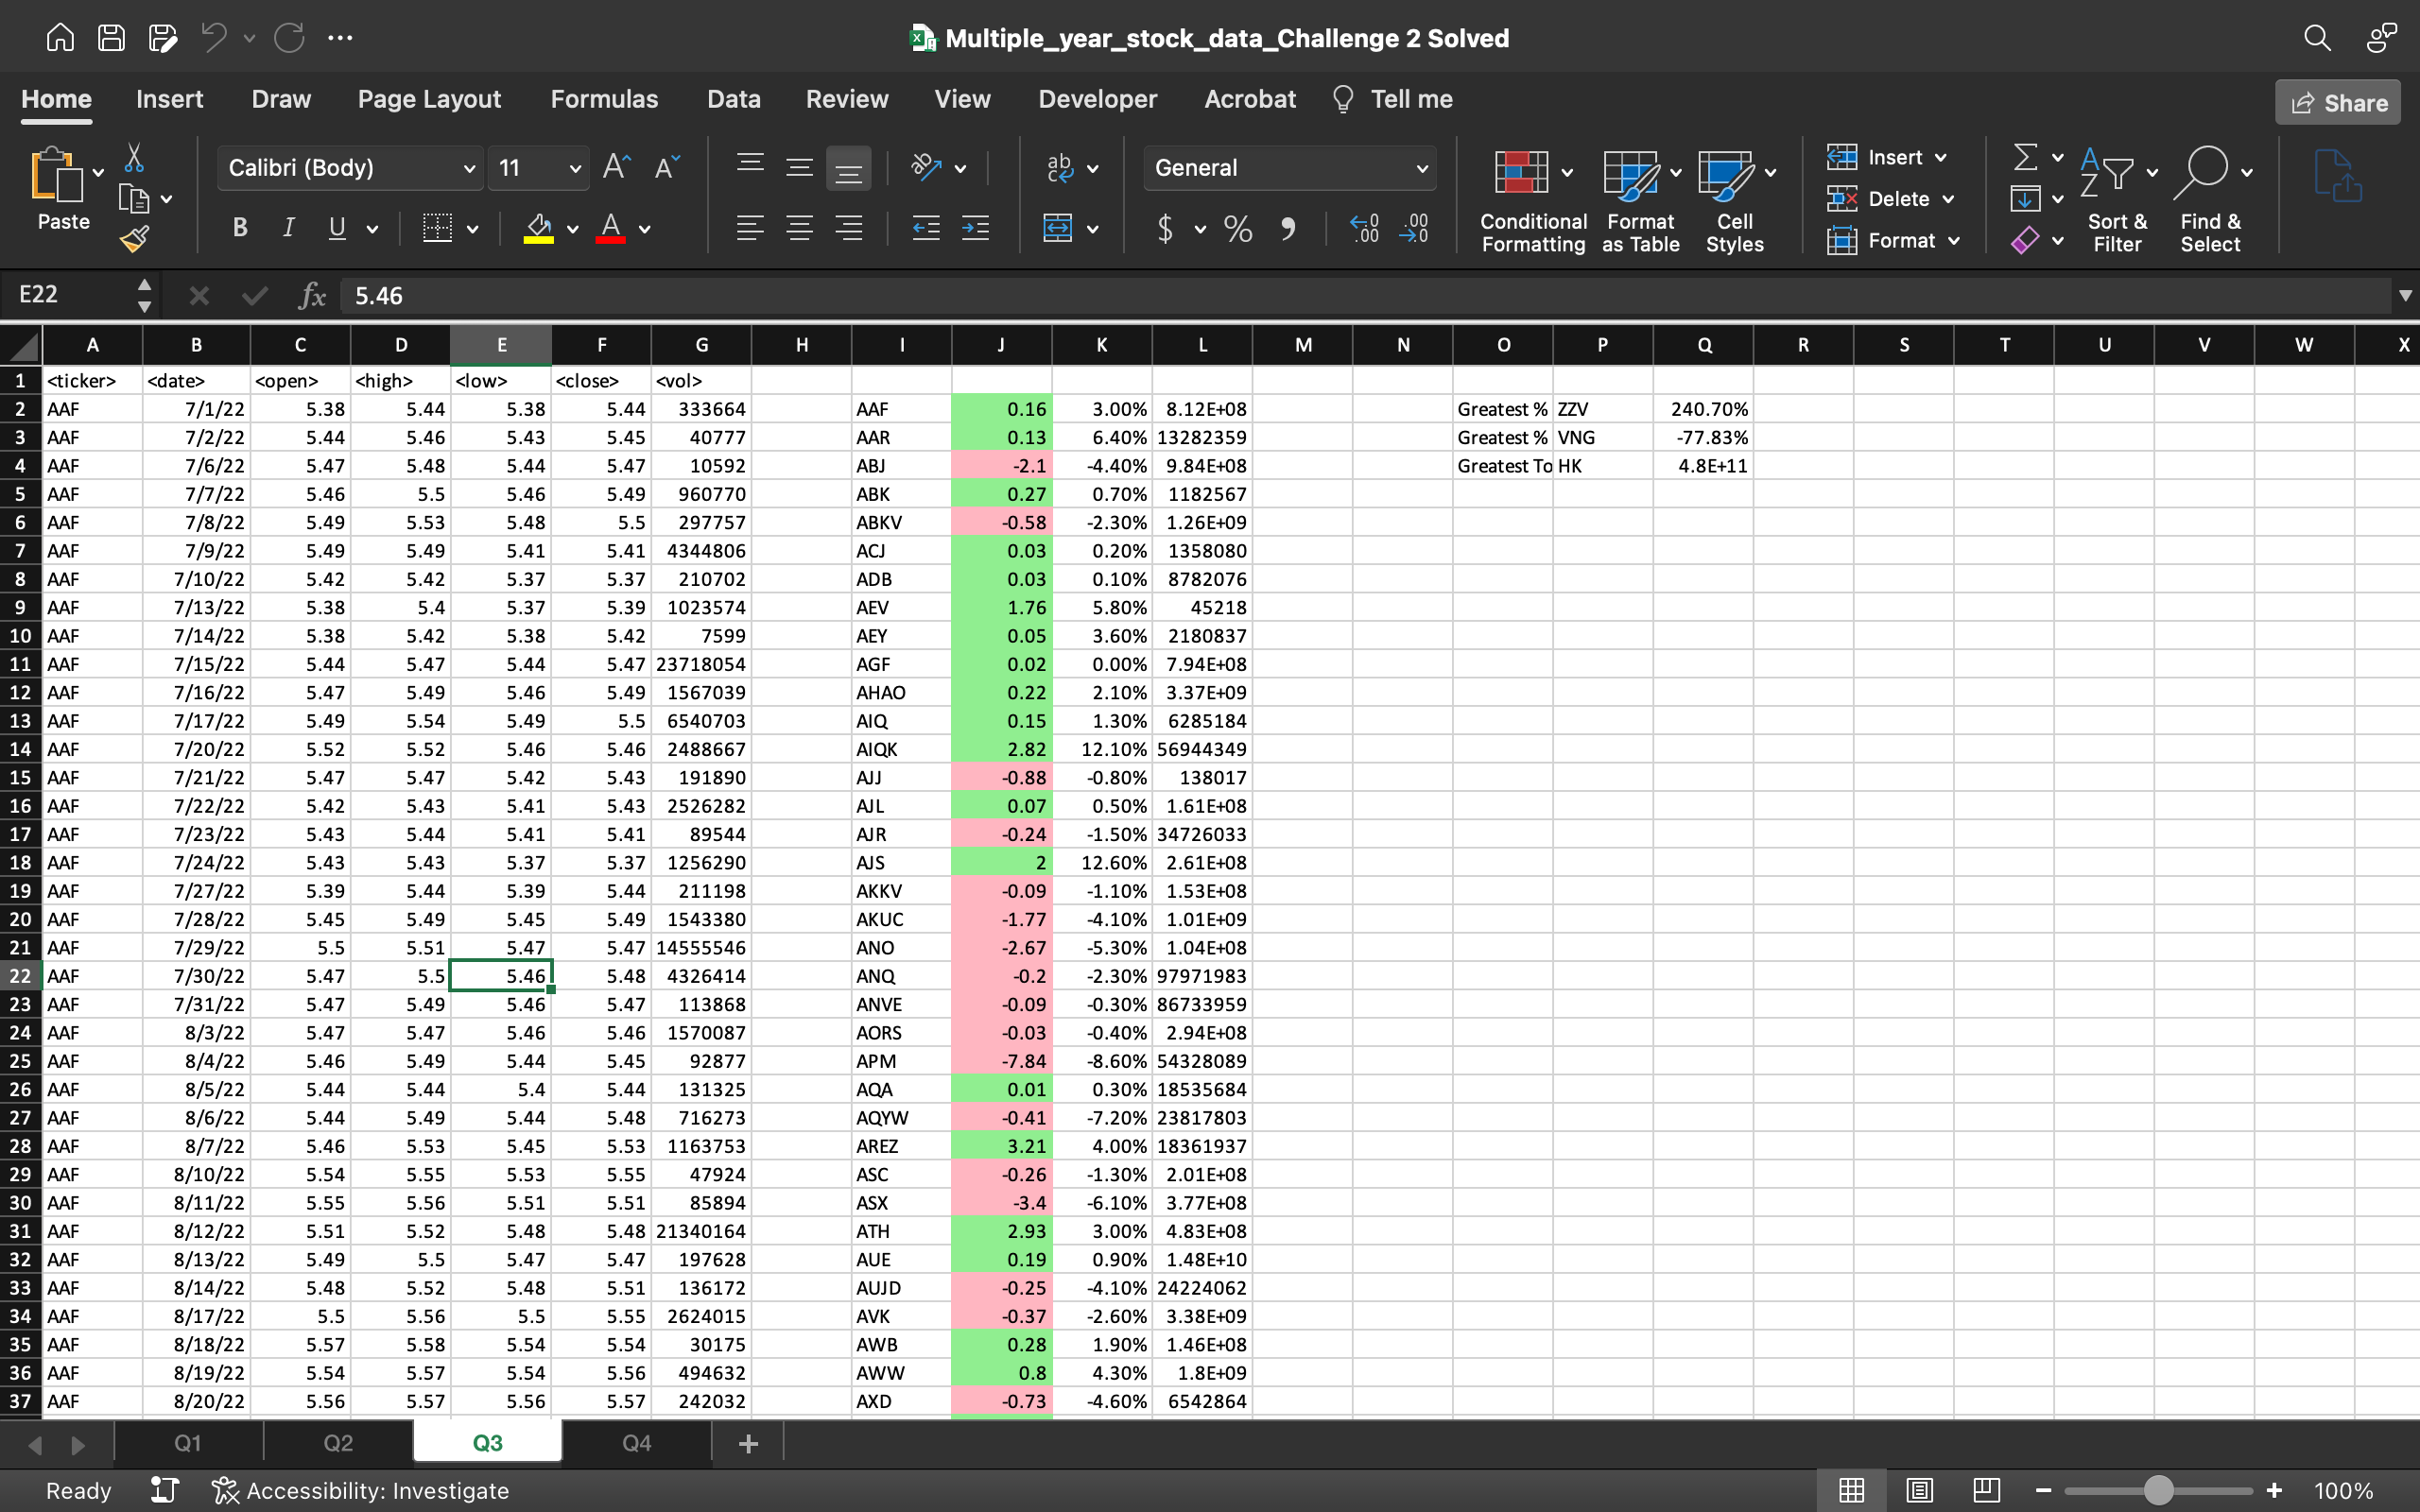 Multiple_year_stock_data_Challenge 2 Solved
Home Insert Draw Page Layout Formulas Data Review View Developer Acrobat Tell me Share
Paste Calibri (Body) 11 General Conditional Formatting Format as Table Cell Styles Insert Delete Format Sort & Filter Find & Select
E22 fx 5.46
A B C D E F G H I J K L M N O P Q R S T U V W X
1 <ticker> <date> <open> <high> <low> <close> <vol>
2 AAF 7/1/22 5.38 5.44 5.38 5.44 333664 AAF 0.16 3.00% 8.12E+08 Greatest % ZZV 240.70%
3 AAF 7/2/22 5.44 5.46 5.43 5.45 40777 AAR 0.13 6.40% 13282359 Greatest % VNG -77.83%
4 AAF 7/6/22 5.47 5.48 5.44 5.47 10592 ABJ -2.1 -4.40% 9.84E+08 Greatest To HK 4.8E+11
5 AAF 7/7/22 5.46 5.5 5.46 5.49 960770 ABK 0.27 0.70% 1182567
6 AAF 7/8/22 5.49 5.53 5.48 5.5 297757 ABKV -0.58 -2.30% 1.26E+09
7 AAF 7/9/22 5.49 5.49 5.41 5.41 4344806 ACJ 0.03 0.20% 1358080
8 AAF 7/10/22 5.42 5.42 5.37 5.37 210702 ADB 0.03 0.10% 8782076
9 AAF 7/13/22 5.38 5.4 5.37 5.39 1023574 AEV 1.76 5.80% 45218
10 AAF 7/14/22 5.38 5.42 5.38 5.42 7599 AEY 0.05 3.60% 2180837
11 AAF 7/15/22 5.44 5.47 5.44 5.47 23718054 AGF 0.02 0.00% 7.94E+08
12 AAF 7/16/22 5.47 5.49 5.46 5.49 1567039 AHAO 0.22 2.10% 3.37E+09
13 AAF 7/17/22 5.49 5.54 5.49 5.5 6540703 AIQ 0.15 1.30% 6285184
14 AAF 7/20/22 5.52 5.52 5.46 5.46 2488667 AIQK 2.82 12.10% 56944349
15 AAF 7/21/22 5.47 5.47 5.42 5.43 191890 AJJ -0.88 -0.80% 138017
16 AAF 7/22/22 5.42 5.43 5.41 5.43 2526282 AJL 0.07 0.50% 1.61E+08
17 AAF 7/23/22 5.43 5.44 5.41 5.41 89544 AJR -0.24 -1.50% 34726033
18 AAF 7/24/22 5.43 5.43 5.37 5.37 1256290 AJS 2 12.60% 2.61E+08
19 AAF 7/27/22 5.39 5.44 5.39 5.44 211198 AKKV -0.09 -1.10% 1.53E+08
20 AAF 7/28/22 5.45 5.49 5.45 5.49 1543380 AKUC -1.77 -4.10% 1.01E+09
21 AAF 7/29/22 5.5 5.51 5.47 5.47 14555546 ANO -2.67 -5.30% 1.04E+08
22 AAF 7/30/22 5.47 5.5 5.46 5.48 4326414 ANQ -0.2 -2.30% 97971983
23 AAF 7/31/22 5.47 5.49 5.46 5.47 113868 ANVE -0.09 -0.30% 86733959
24 AAF 8/3/22 5.47 5.47 5.46 5.46 1570087 AORS -0.03 -0.40% 2.94E+08
25 AAF 8/4/22 5.46 5.49 5.44 5.45 92877 APM -7.84 -8.60% 54328089
26 AAF 8/5/22 5.44 5.44 5.4 5.44 131325 AQA 0.01 0.30% 18535684
27 AAF 8/6/22 5.44 5.49 5.44 5.48 716273 AQYW -0.41 -7.20% 23817803
28 AAF 8/7/22 5.46 5.53 5.45 5.53 1163753 AREZ 3.21 4.00% 18361937
29 AAF 8/10/22 5.54 5.55 5.53 5.55 47924 ASC -0.26 -1.30% 2.01E+08
30 AAF 8/11/22 5.55 5.56 5.51 5.51 85894 ASX -3.4 -6.10% 3.77E+08
31 AAF 8/12/22 5.51 5.52 5.48 5.48 21340164 ATH 2.93 3.00% 4.83E+08
32 AAF 8/13/22 5.49 5.5 5.47 5.47 197628 AUE 0.19 0.90% 1.48E+10
33 AAF 8/14/22 5.48 5.52 5.48 5.51 136172 AUJD -0.25 -4.10% 24224062
34 AAF 8/17/22 5.5 5.56 5.5 5.55 2624015 AVK -0.37 -2.60% 3.38E+09
35 AAF 8/18/22 5.57 5.58 5.54 5.54 30175 AWB 0.28 1.90% 1.46E+08
36 AAF 8/19/22 5.54 5.57 5.54 5.56 494632 AWW 0.8 4.30% 1.8E+09
37 AAF 8/20/22 5.56 5.57 5.56 5.57 242032 AXD -0.73 -4.60% 6542864
Q1 Q2 Q3 Q4
Ready Accessibility: Investigate 100%